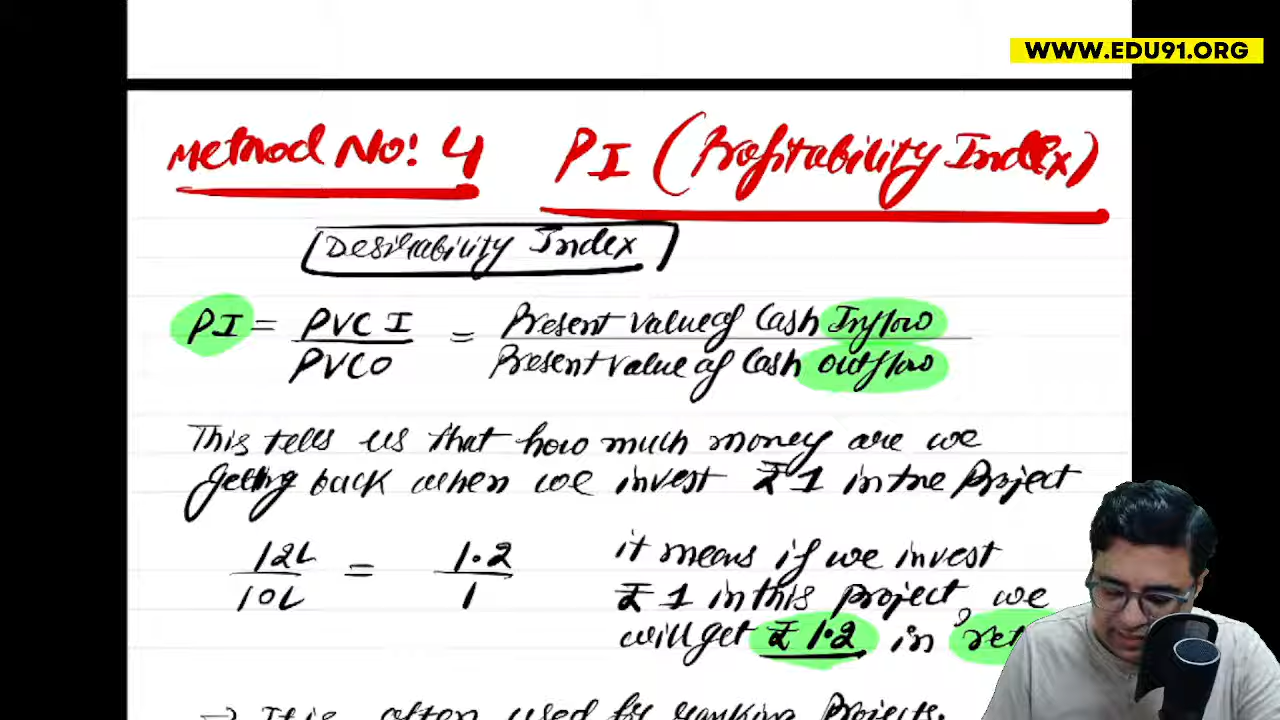 WWW.EDU91.ORG
Method No: 4 PI (Profitability Index)
Desirability Index
PI = PVCI / PVCO = Present value of Cash Inflow / Present value of Cash outflow
This tells us that how much money are we
getting back when we invest ₹1 in the Project
12L / 10L = 1.2 / 1 it means if we invest
₹1 in this project, we
will get ₹1.2 in
→ It is often used for ranking Projects.